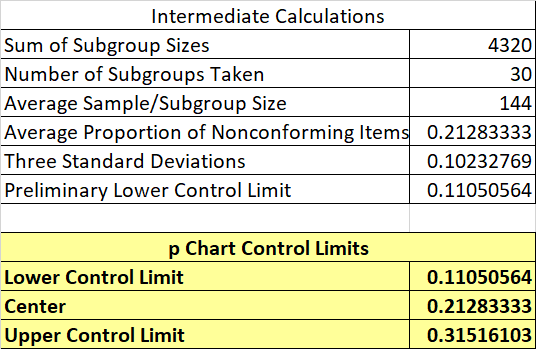 Intermediate Calculations
Sum of Subgroup Sizes 4320
Number of Subgroups Taken 30
Average Sample/Subgroup Size 144
Average Proportion of Nonconforming Items 0.21283333
Three Standard Deviations 0.10232769
Preliminary Lower Control Limit 0.11050564
p Chart Control Limits
Lower Control Limit 0.11050564
Center 0.21283333
Upper Control Limit 0.31516103